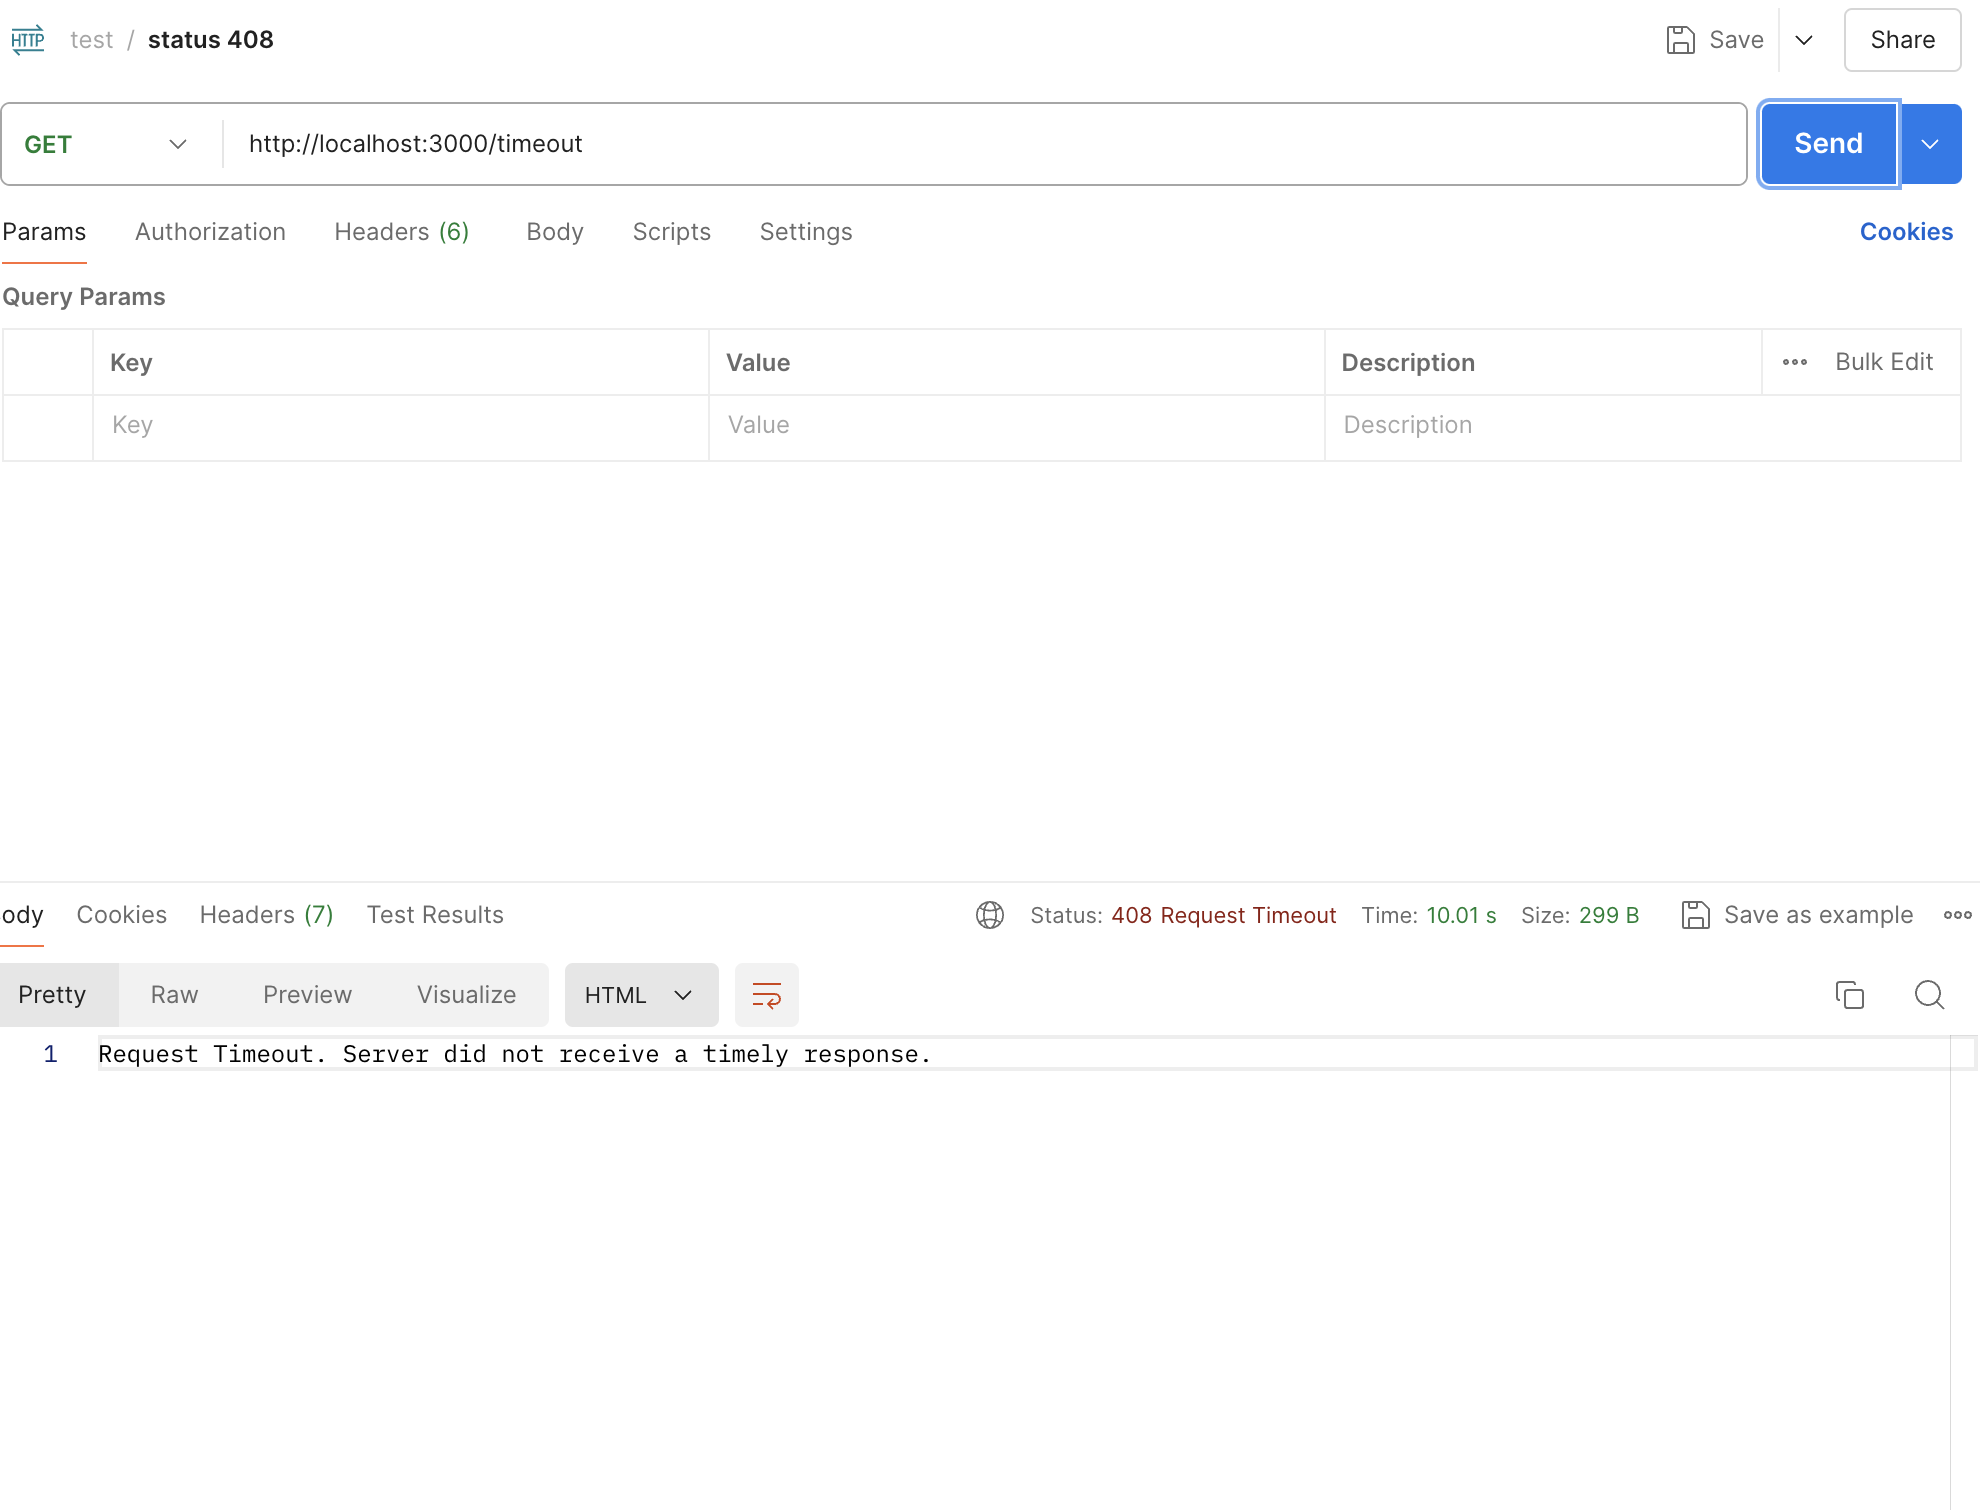 HTTP test / status 408 Save Share
GET http://localhost:3000/timeout Send
Params Authorization Headers (6) Body Scripts Settings Cookies
Query Params
Key Value Description Bulk Edit
Key Value Description
ody Cookies Headers (7) Test Results Status: 408 Request Timeout Time: 10.01 s Size: 299 B Save as example
Pretty Raw Preview Visualize HTML
1 Request Timeout. Server did not receive a timely response.